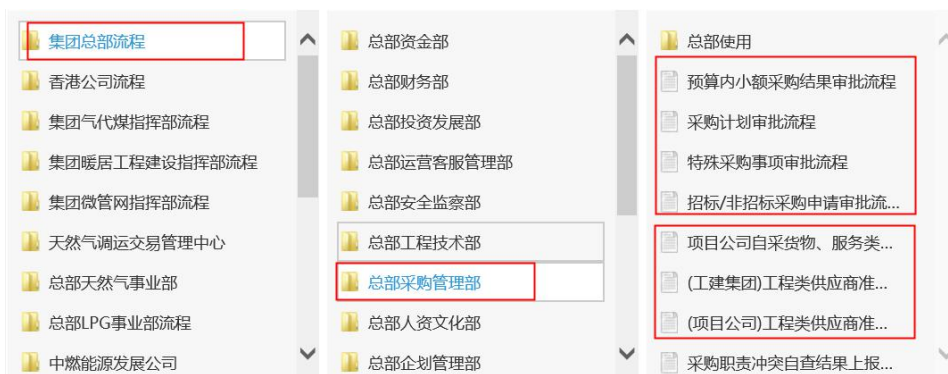 集团总部流程
香港公司流程
集团气代煤指挥部流程
集团暖居工程建设指挥部流程
集团微管网指挥部流程
天然气调运交易管理中心
总部天然气事业部
总部LPG事业部流程
中燃能源发展公司
总部资金部
总部财务部
总部投资发展部
总部运营客服管理部
总部安全监察部
总部工程技术部
总部采购管理部
总部人资文化部
总部企划管理部
总部使用
预算内小额采购结果审批流程
采购计划审批流程
特殊采购事项审批流程
招标/非招标采购申请审批流...
项目公司自采货物、服务类...
(工建集团)工程类供应商准...
(项目公司)工程类供应商准...
采购职责冲突自查结果上报...